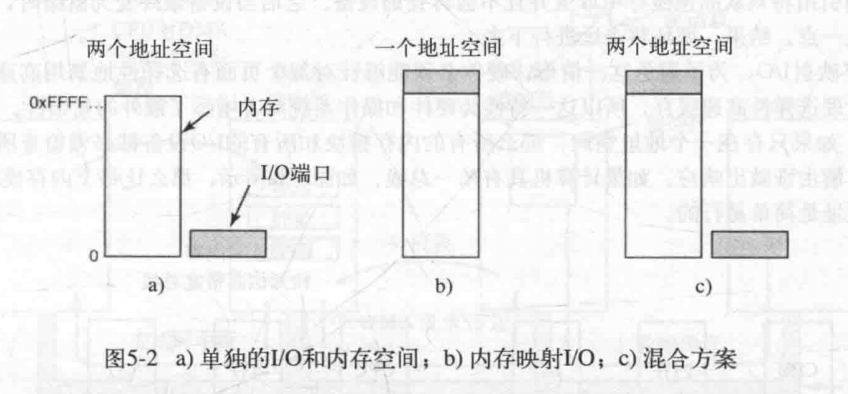 两个地址空间
一个地址空间
两个地址空间
0xFFFF
内存
I/O端口
0
a)
b)
c)
图5-2 a) 单独的I/O和内存空间；b) 内存映射I/O；c) 混合方案